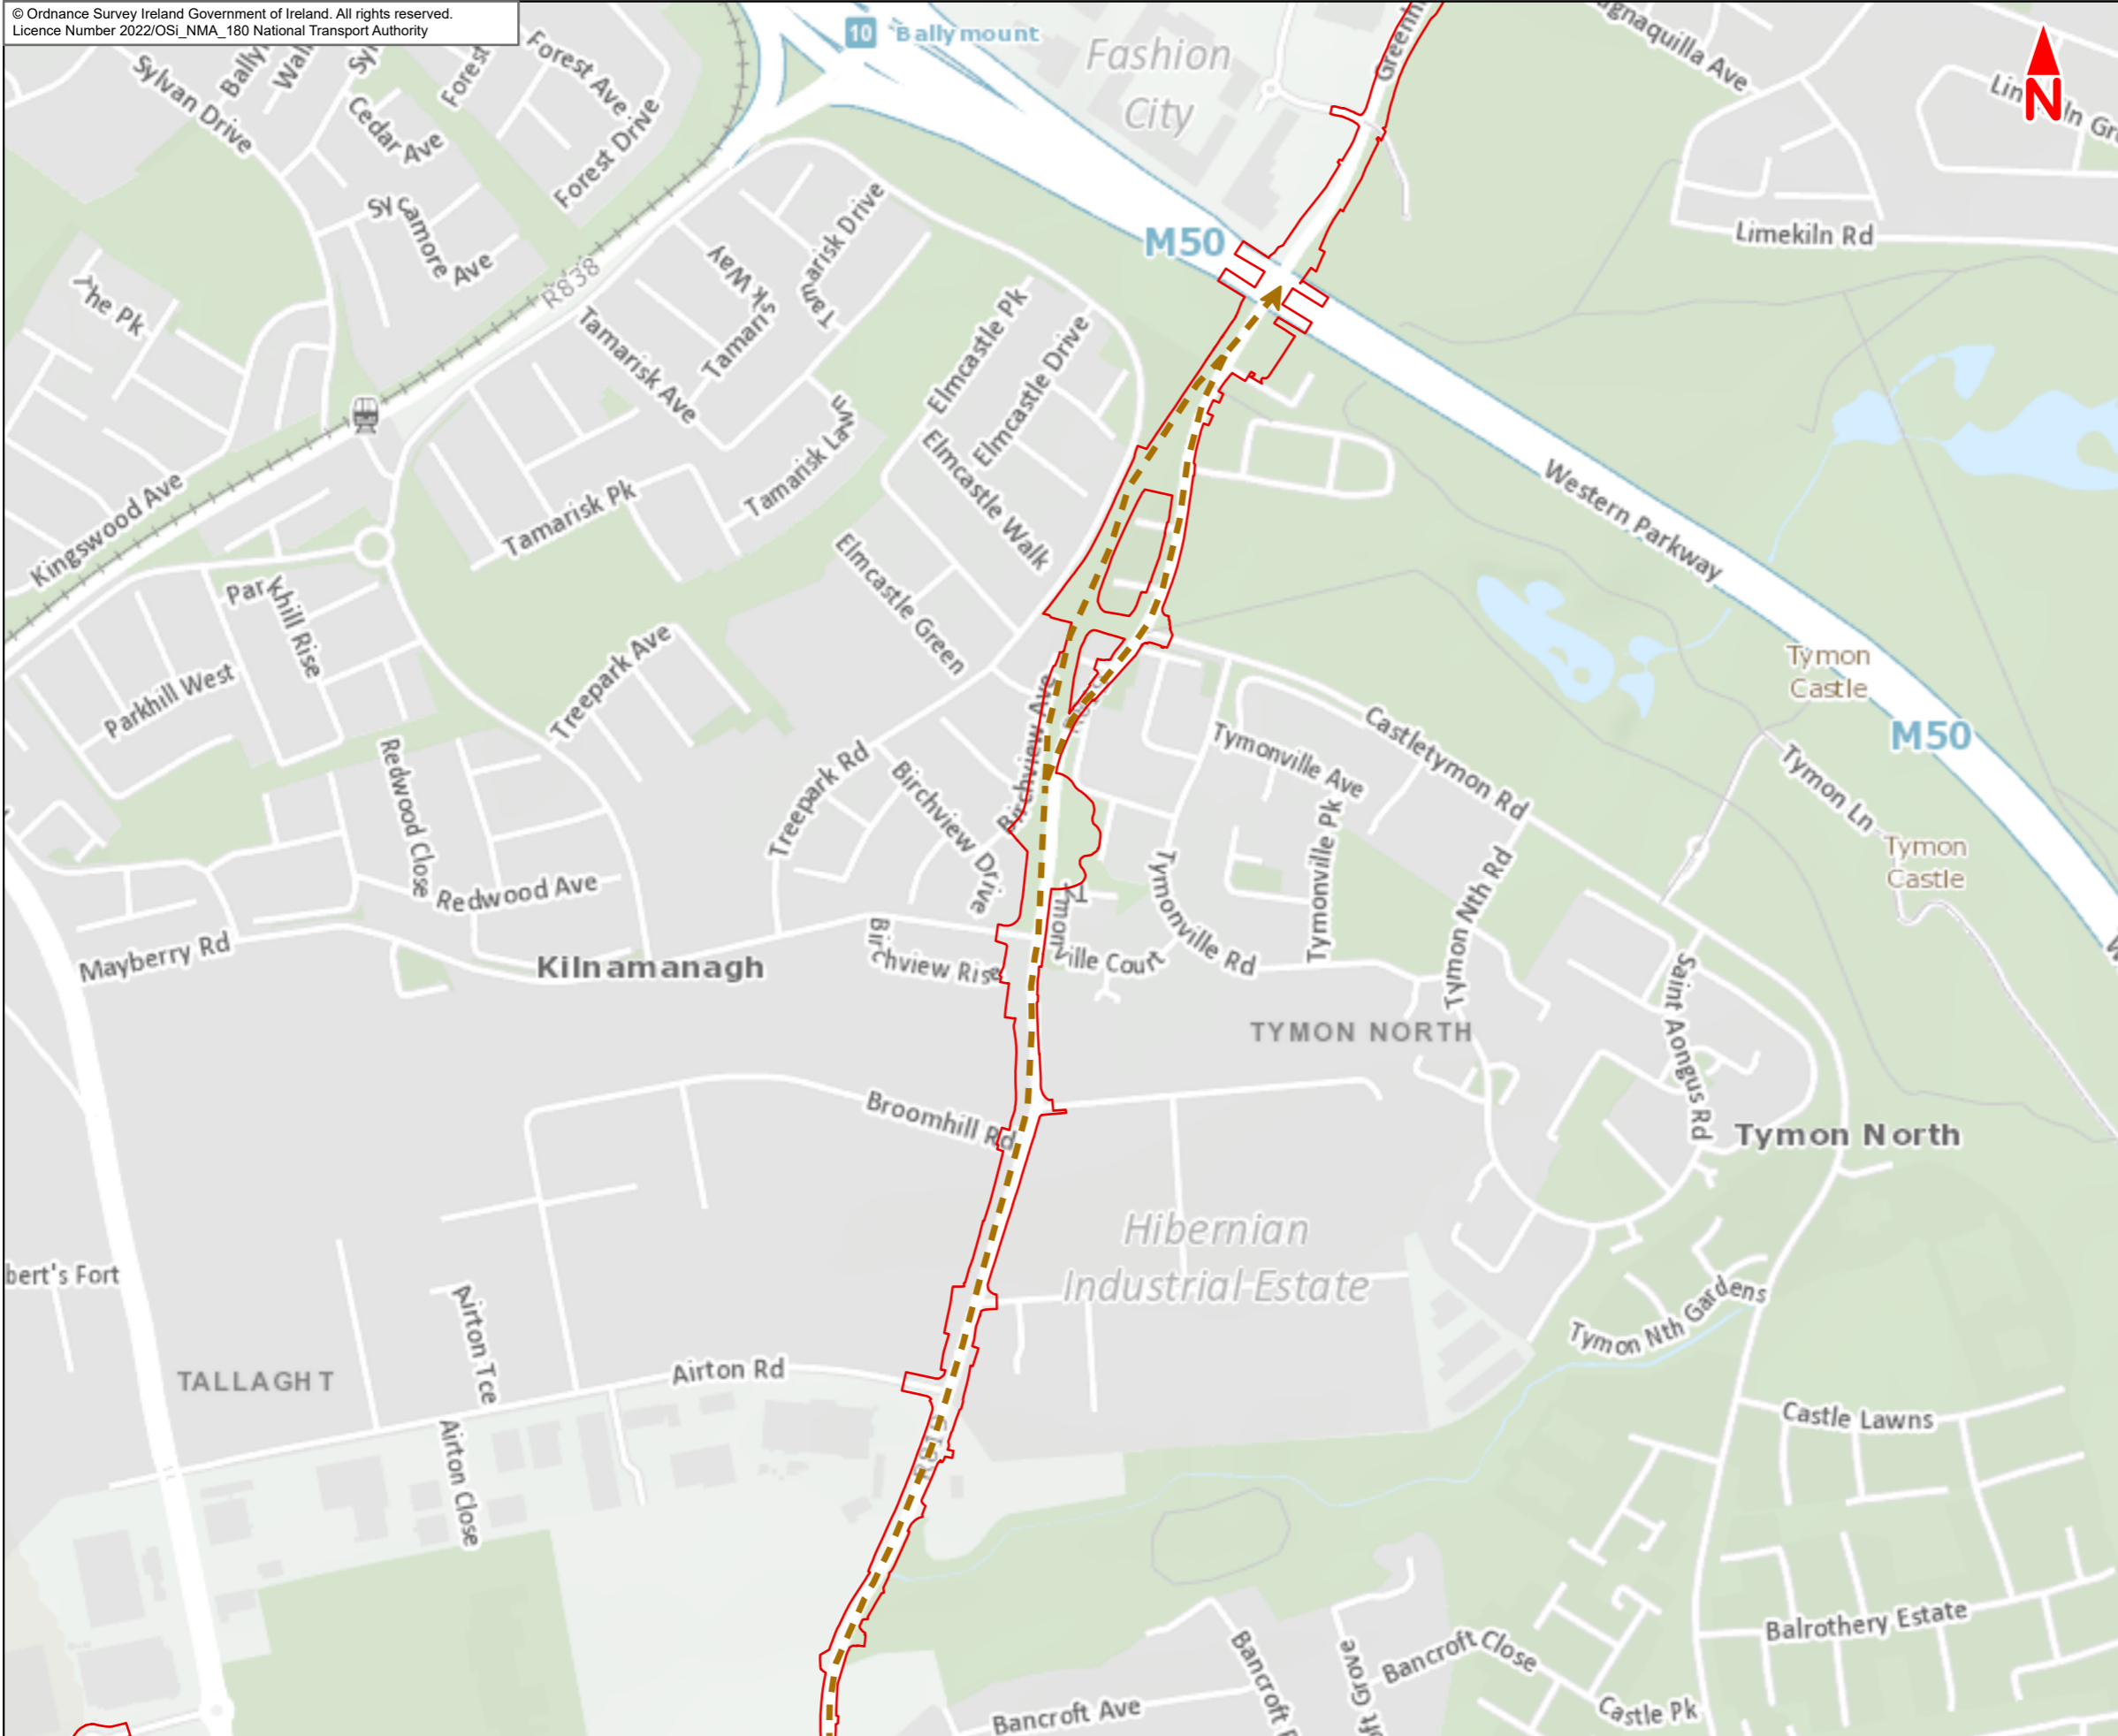 © Ordnance Survey Ireland Government of Ireland. All rights reserved.
Licence Number 2022/OSi_NMA_180 National Transport Authority
10 Ballymount
Fashion
City
N
Sylvan Drive
Cedar Ave
Forest
Forest Ave
Forest Drive
Sycamore Ave
R838
The Pk
M50
Limekiln Rd
Tamarisk Way
Tamarisk Drive
Tamarisk Ave
Tamarisk Lawn
Tamarisk Pk
Elmcastle Pk
Elmcastle Drive
Elmcastle Walk
Elmcastle Green
Kingswood Ave
Western Parkway
Parkhill Rise
Parkhill West
Treepark Ave
Treepark Rd
Redwood Close
Redwood Ave
Birchview Ave
Birchview Drive
Birchview Rise
Mayberry Rd
Kilnamanagh
Tymon
Castle
M50
Tymon Ln
Tymon
Castle
Castletymon Rd
Tymonville Ave
Tymonville Pk
Tymonville Rd
Tymonville Court
Tymon Nth Rd
Saint Aongus Rd
TYMON NORTH
Tymon North
Broomhill Rd
Hibernian
Industrial Estate
bert's Fort
Airton Tce
Airton Rd
Airton Close
TALLAGHT
Tymon Nth Gardens
Castle Lawns
Balrothery Estate
Bancroft Close
Castle Pk
Bancroft Ave
Bancroft